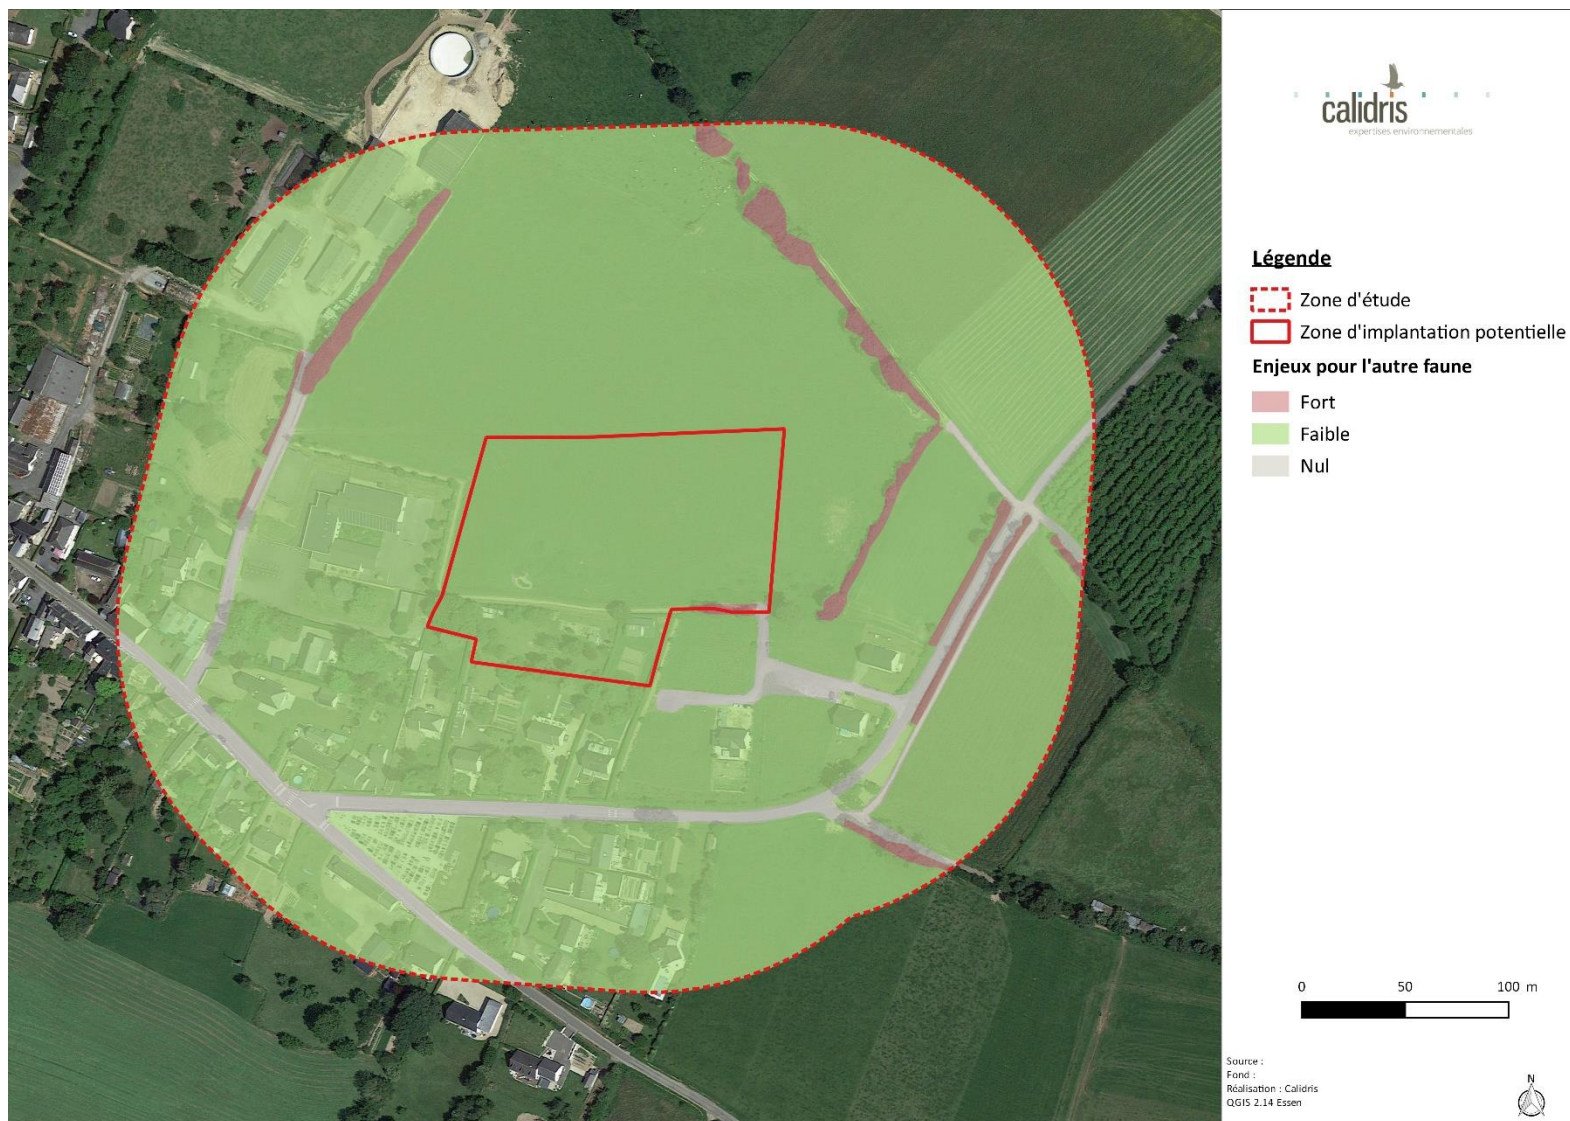 calidris
expertises environnementales
Légende
Zone d'étude
Zone d'implantation potentielle
Enjeux pour l'autre faune
Fort
Faible
Nul
0 50 100 m
Source :
Fond :
Réalisation : Calidris
QGIS 2.14 Essen
N